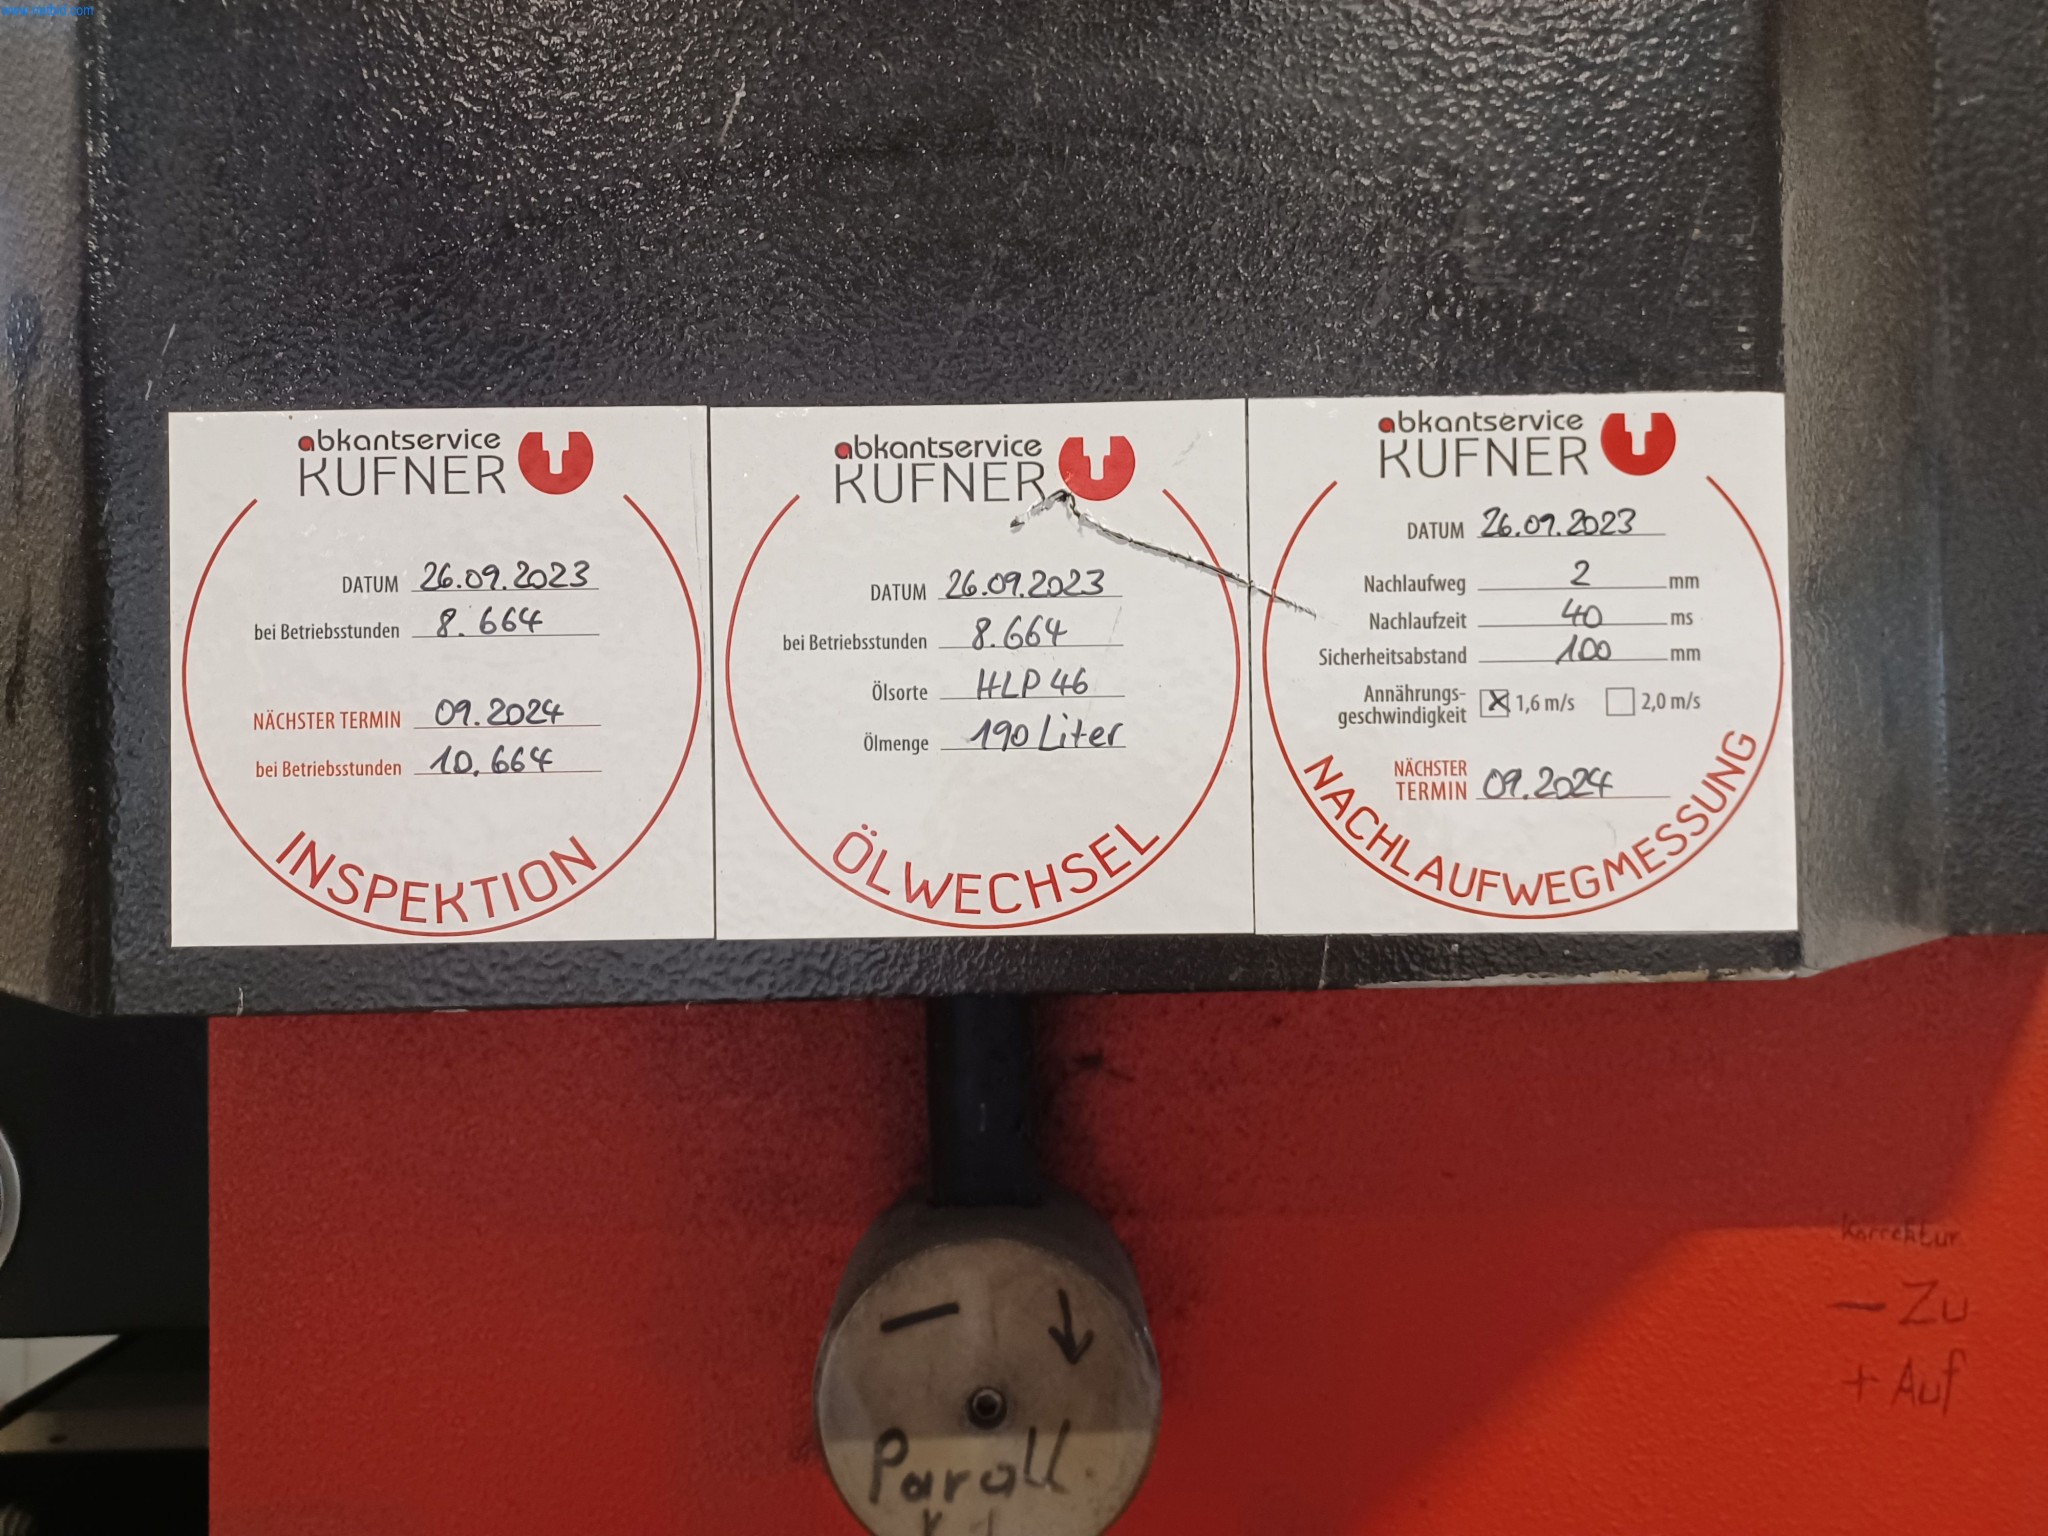 abkantservice
KUFNER
DATUM 26.09.2023
bei Betriebsstunden 8.664
NÄCHSTER TERMIN 09.2024
bei Betriebsstunden 10.664
INSPEKTION
abkantservice
KUFNER
DATUM 26.09.2023
bei Betriebsstunden 8.664
Ölsorte HLP 46
Ölmenge 190 Liter
ÖLWECHSEL
abkantservice
KUFNER
DATUM 26.09.2023
Nachlaufweg 2 mm
Nachlaufzeit 40 ms
Sicherheitsabstand 100 mm
Annährungs-
geschwindigkeit x 1,6 m/s 2,0 m/s
NÄCHSTER
TERMIN 09.2024
NACHLAUFWEGMESSUNG
Korrektur
- Zu
+ Auf
Parall.